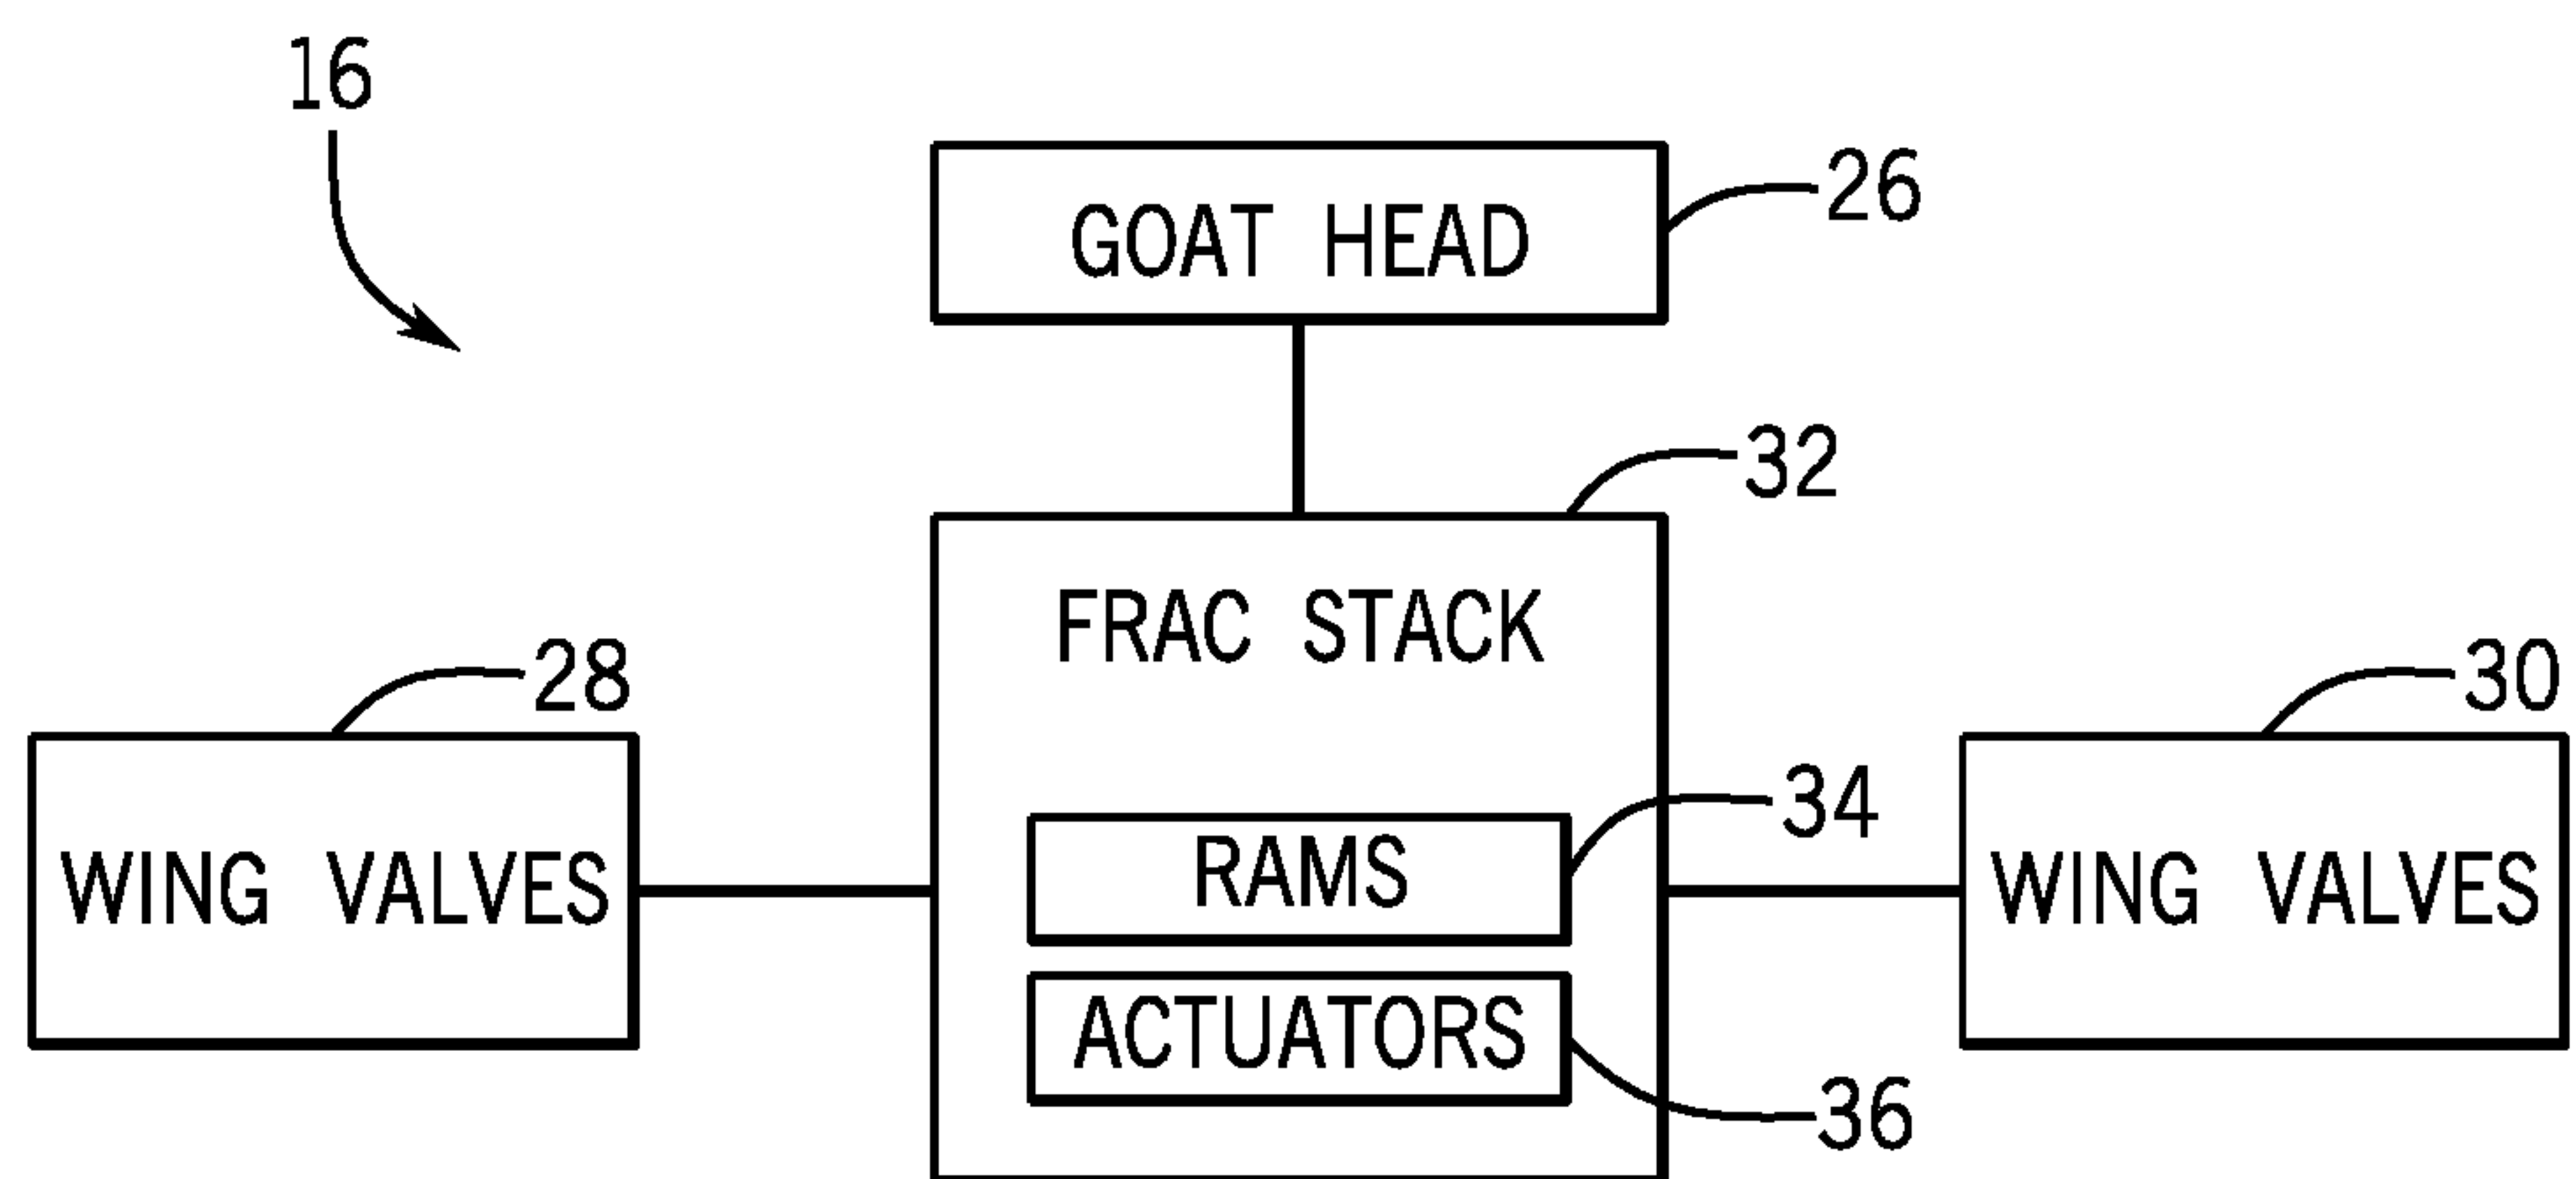 16
GOAT HEAD
26
32
FRAC STACK
28
30
WING VALVES
RAMS
34
WING VALVES
ACTUATORS
36